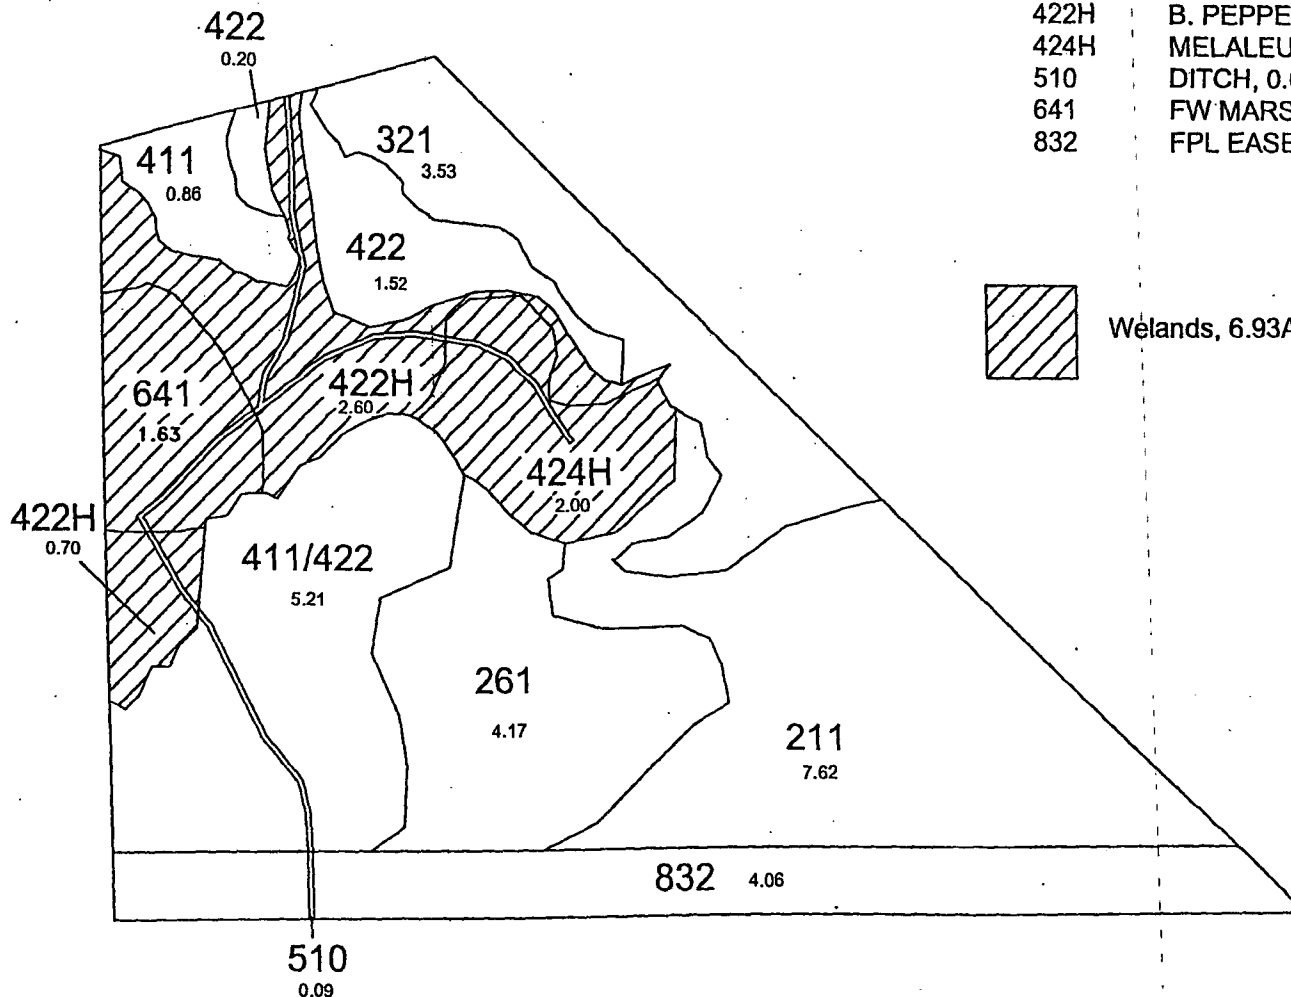 422
0.20
422H B. PEPPE
424H MELALEU
510 DITCH, 0.
641 FW MARS
832 FPL EASE
411
0.86
321
3.53
422
1.52
Welands, 6.93A
641
1.63
422H
2.60
424H
2.00
422H
0.70
411/422
5.21
261
4.17
211
7.62
832 4.06
510
0.09